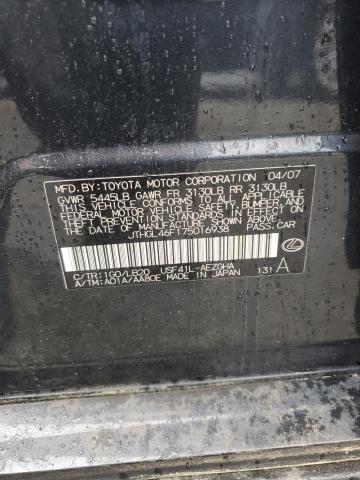 MFD.BY:TOYOTA MOTOR CORPORATION 04/07
GVWR 5445LB GAWR FR 3130LB RR 3130LB
THIS VEHICLE CONFORMS TO ALL APPLICABLE
FEDERAL MOTOR VEHICLE SAFETY, BUMPER, AND
THEFT PREVENTION STANDARDS IN EFFECT ON
THE DATE OF MANUFACTURE SHOWN ABOVE.
JTHGL46FT75016938 PASS.CAR
C/TR:1G0/LB20 USF41L-AEZGHA
A/TM:A01A/AA80E MADE IN JAPAN 131 A